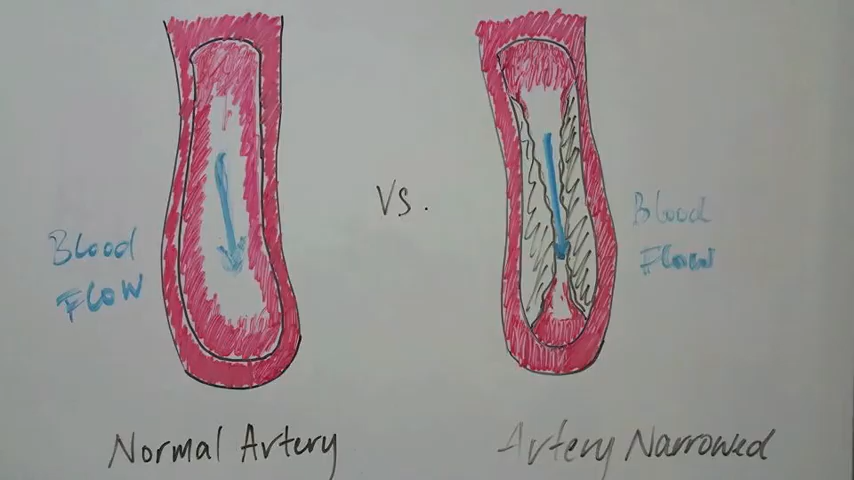 Blood
FLOW
VS.
Blood
FLOW
Normal Artery
Artery Narrowed